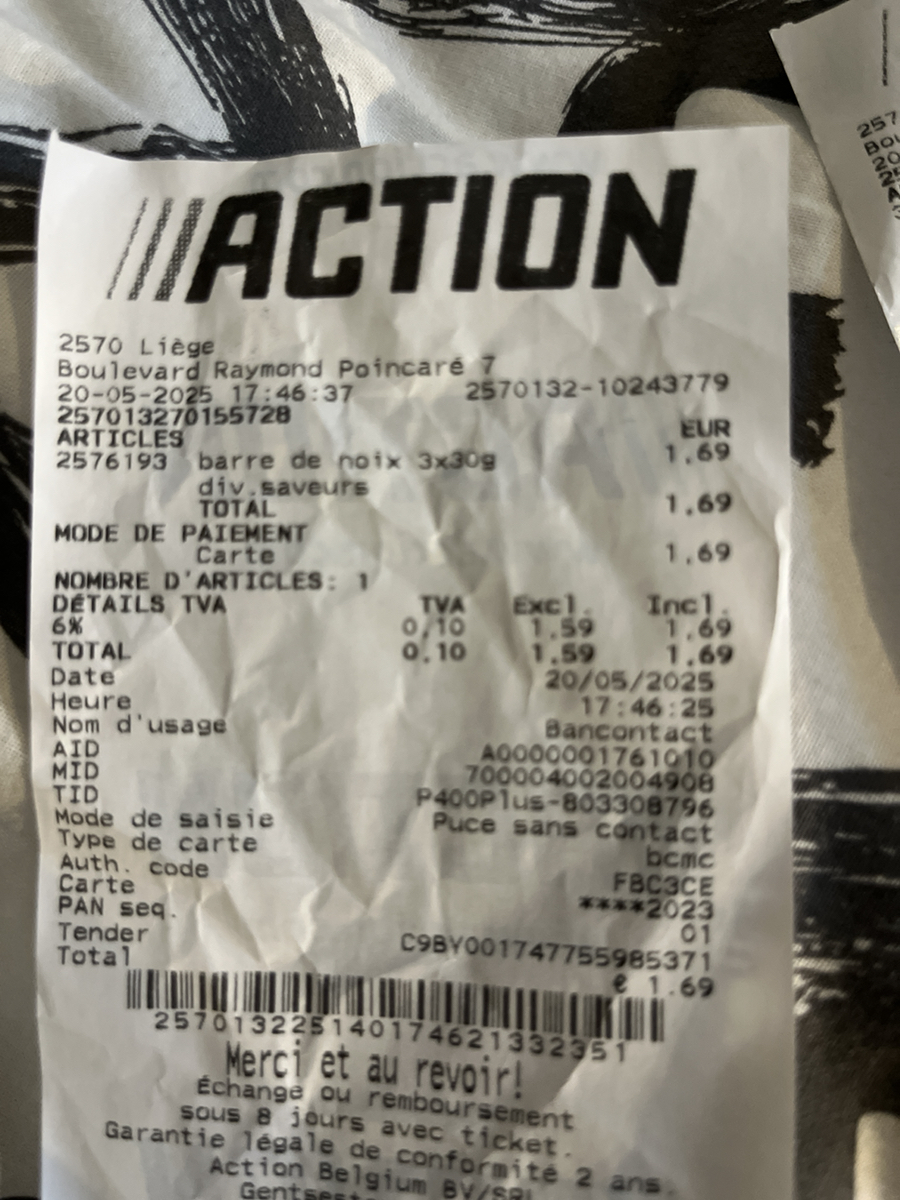 ACTION
2570 Liège
Boulevard Raymond Poincaré 7
20-05-2025 17:46:37 2570132-10243779
257013270155728
ARTICLES EUR
2576193 barre de noix 3x30g 1.69
div.saveurs
TOTAL 1.69
MODE DE PAIEMENT
Carte 1.69
NOMBRE D'ARTICLES: 1
DÉTAILS TVA TVA Excl. Incl.
6% 0.10 1.59 1.69
TOTAL 0.10 1.59 1.69
Date 20/05/2025
Heure 17:46:25
Nom d'usage Bancontact
AID A0000001761010
MID 700004002004908
TID P400Plus-803308796
Mode de saisie Puce sans contact
Type de carte bcmc
Auth. code F8C3CE
Carte ****2023
PAN seq. 01
Tender C9BY001747755985371
Total € 1.69
2570132251401746213323​51
Merci et au revoir!
Échange ou remboursement
sous 8 jours avec ticket.
Garantie légale de conformité 2 ans.
Action Belgium BV/SRL
257